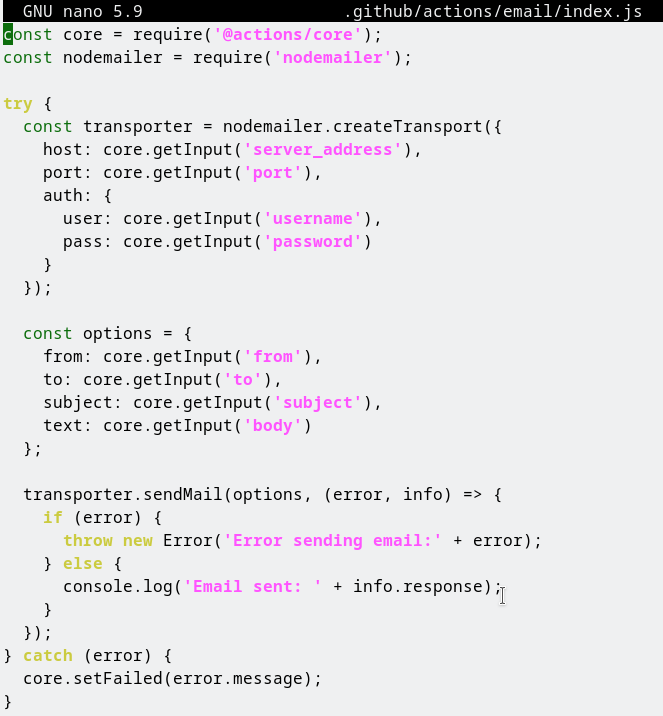 GNU nano 5.9 .github/actions/email/index.js
const core = require('@actions/core');
const nodemailer = require('nodemailer');

try {
  const transporter = nodemailer.createTransport({
    host: core.getInput('server_address'),
    port: core.getInput('port'),
    auth: {
      user: core.getInput('username'),
      pass: core.getInput('password')
    }
  });

  const options = {
    from: core.getInput('from'),
    to: core.getInput('to'),
    subject: core.getInput('subject'),
    text: core.getInput('body')
  };

  transporter.sendMail(options, (error, info) => {
    if (error) {
      throw new Error('Error sending email:' + error);
    } else {
      console.log('Email sent: ' + info.response);
    }
  });
} catch (error) {
  core.setFailed(error.message);
}